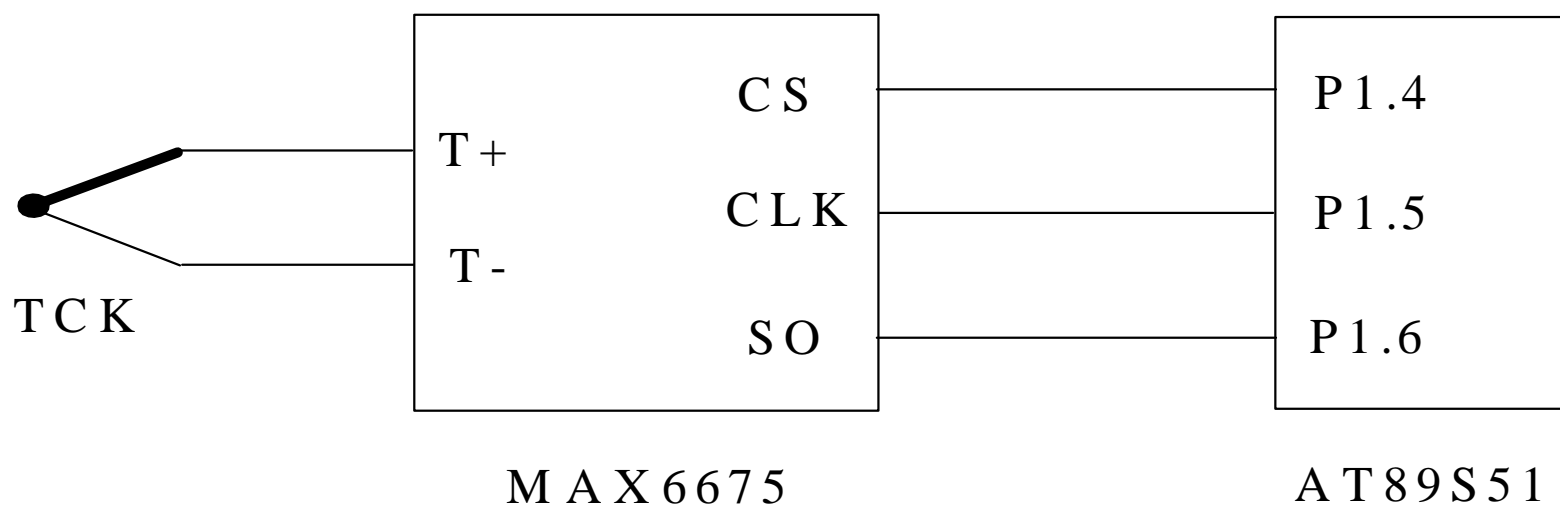 CS P1.4
T+
CLK P1.5
T-
TCK
SO P1.6
MAX6675 AT89S51